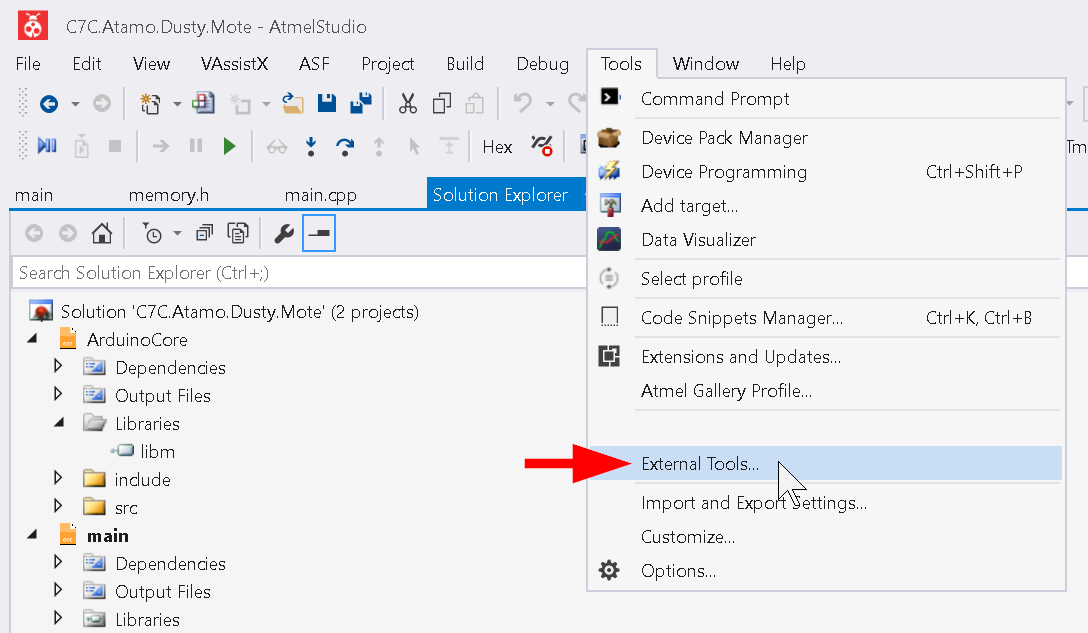 C7C.Atamo.Dusty.Mote - AtmelStudio
File Edit View VAssistX ASF Project Build Debug Tools Window Help
Command Prompt
Device Pack Manager
Device Programming Ctrl+Shift+P
Add target...
Data Visualizer
Select profile
Code Snippets Manager... Ctrl+K, Ctrl+B
Extensions and Updates...
Atmel Gallery Profile...
External Tools...
Import and Export Settings...
Customize...
Options...
Hex
Tm
main memory.h main.cpp Solution Explorer
Search Solution Explorer (Ctrl+;)
Solution 'C7C.Atamo.Dusty.Mote' (2 projects)
ArduinoCore
Dependencies
Output Files
Libraries
libm
include
src
main
Dependencies
Output Files
Libraries